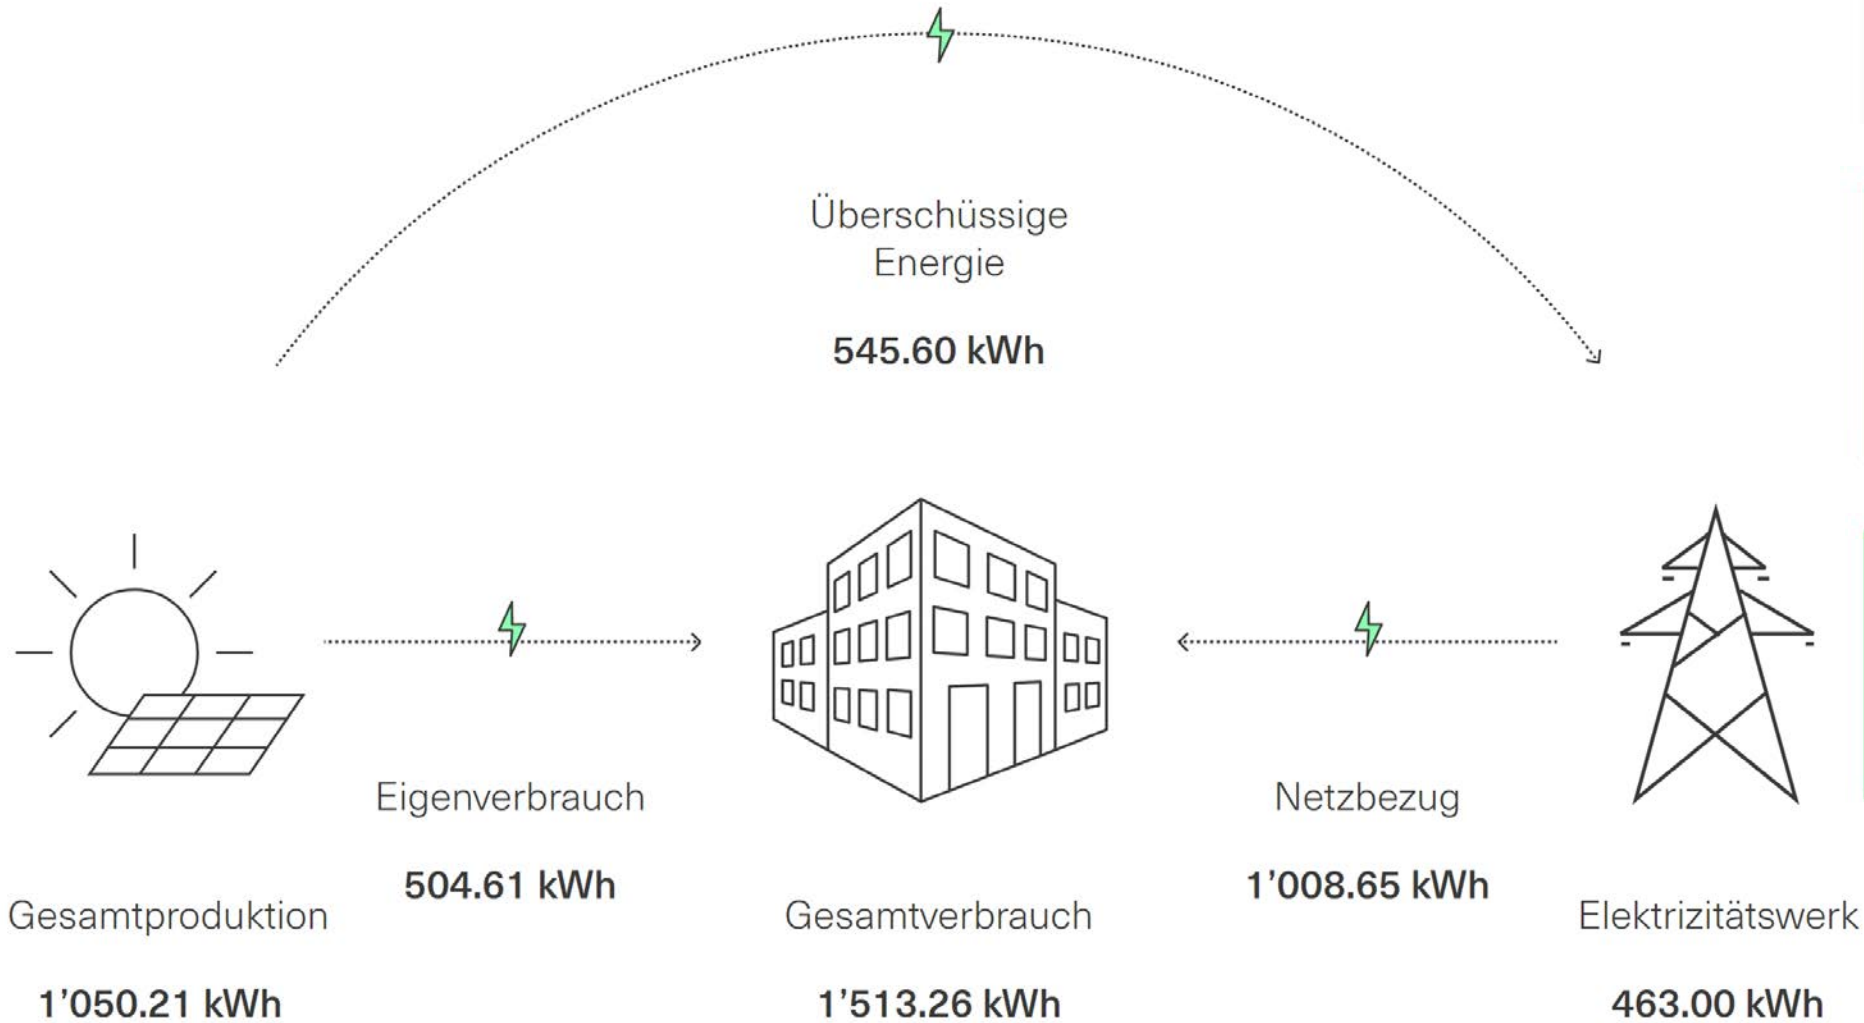 Überschüssige
Energie
545.60 kWh
Eigenverbrauch
504.61 kWh
Netzbezug
1’008.65 kWh
Gesamtproduktion
1’050.21 kWh
Gesamtverbrauch
1’513.26 kWh
Elektrizitätswerk
463.00 kWh